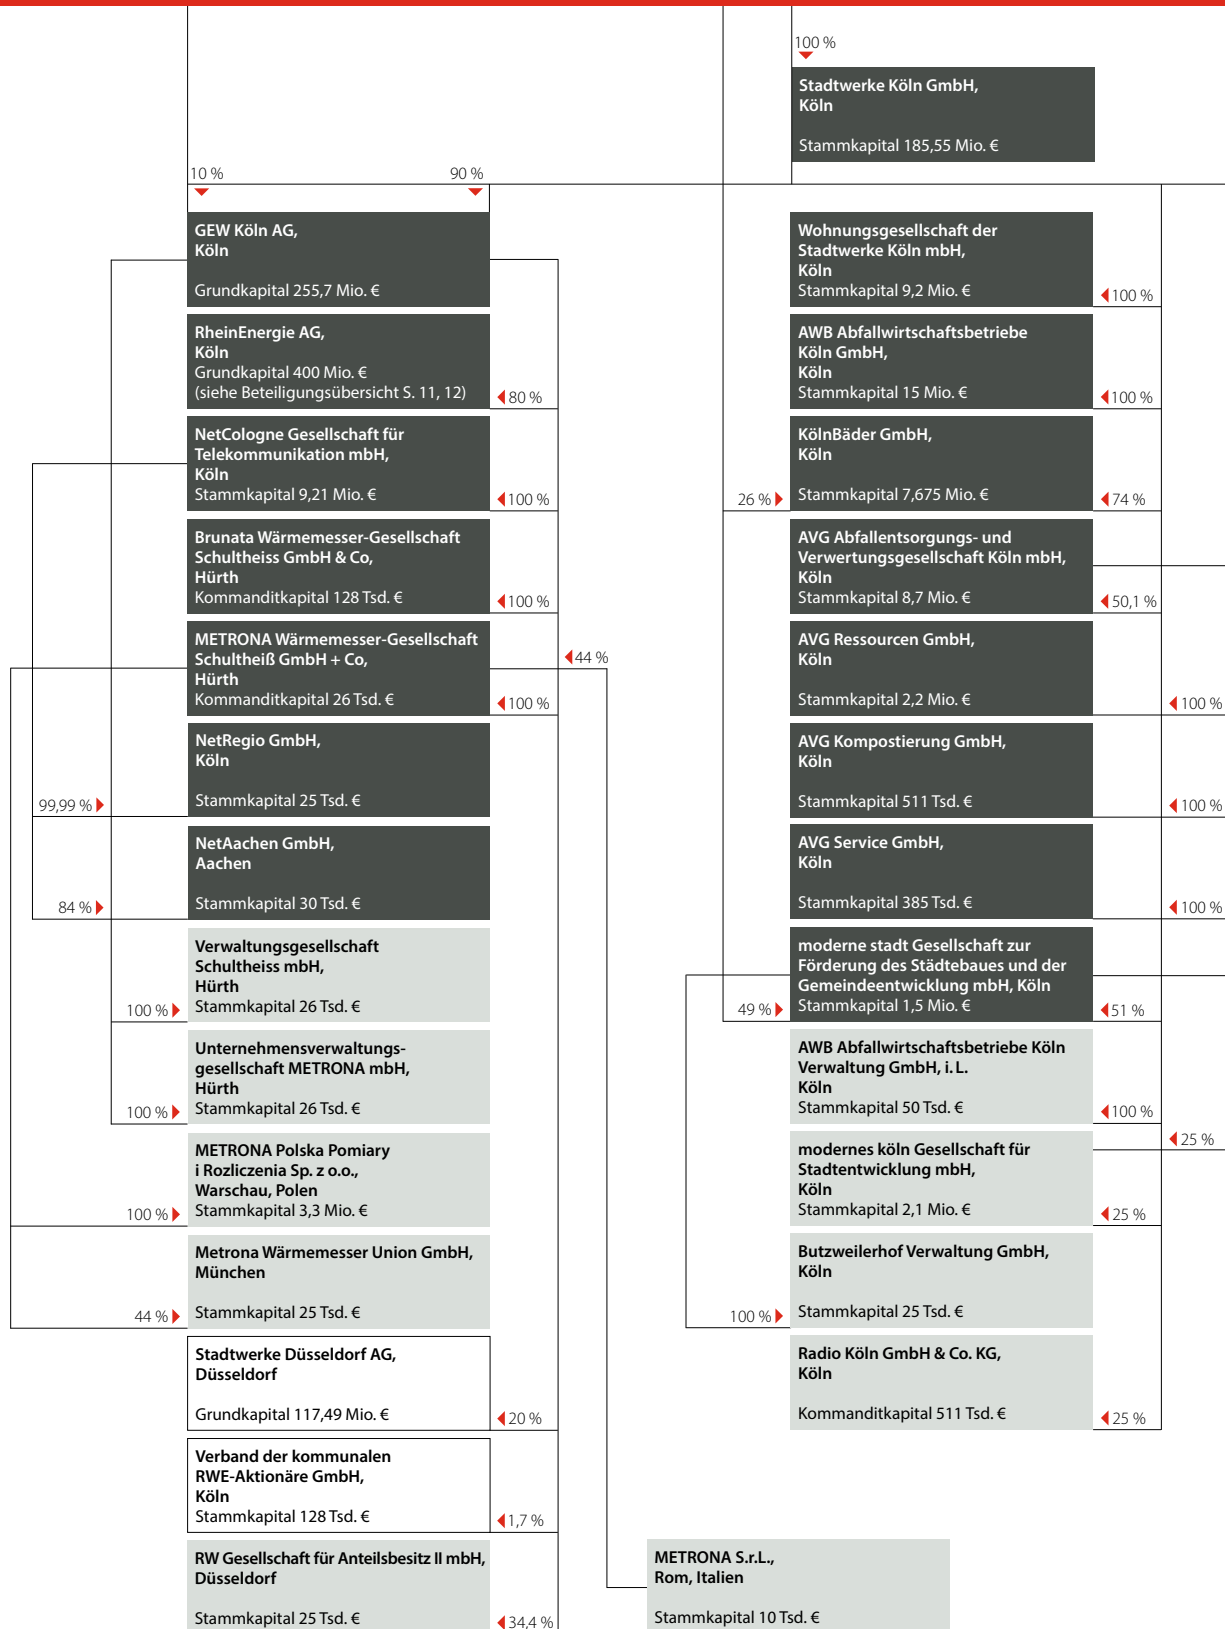 100 %
Stadtwerke Köln GmbH,
Köln
Stammkapital 185,55 Mio. €
10 %
90 %
GEW Köln AG,
Köln
Grundkapital 255,7 Mio. €
RheinEnergie AG,
Köln
Grundkapital 400 Mio. €
(siehe Beteiligungsübersicht S. 11, 12)
80 %
NetCologne Gesellschaft für
Telekommunikation mbH,
Köln
Stammkapital 9,21 Mio. €
100 %
Brunata Wärmemesser-Gesellschaft
Schultheiss GmbH & Co,
Hürth
Kommanditkapital 128 Tsd. €
100 %
METRONA Wärmemesser-Gesellschaft
Schultheiß GmbH + Co,
Hürth
Kommanditkapital 26 Tsd. €
100 %
44 %
NetRegio GmbH,
Köln
Stammkapital 25 Tsd. €
99,99 %
NetAachen GmbH,
Aachen
Stammkapital 30 Tsd. €
84 %
Verwaltungsgesellschaft
Schultheiss mbH,
Hürth
Stammkapital 26 Tsd. €
100 %
Unternehmensverwaltungs-
gesellschaft METRONA mbH,
Hürth
Stammkapital 26 Tsd. €
100 %
METRONA Polska Pomiary
i Rozliczenia Sp. z o.o.,
Warschau, Polen
Stammkapital 3,3 Mio. €
100 %
Metrona Wärmemesser Union GmbH,
München
Stammkapital 25 Tsd. €
44 %
Stadtwerke Düsseldorf AG,
Düsseldorf
Grundkapital 117,49 Mio. €
20 %
Verband der kommunalen
RWE-Aktionäre GmbH,
Köln
Stammkapital 128 Tsd. €
1,7 %
RW Gesellschaft für Anteilsbesitz II mbH,
Düsseldorf
Stammkapital 25 Tsd. €
34,4 %
METRONA S.r.L.,
Rom, Italien
Stammkapital 10 Tsd. €
Wohnungsgesellschaft der
Stadtwerke Köln mbH,
Köln
Stammkapital 9,2 Mio. €
100 %
AWB Abfallwirtschaftsbetriebe
Köln GmbH,
Köln
Stammkapital 15 Mio. €
100 %
KölnBäder GmbH,
Köln
Stammkapital 7,675 Mio. €
26 %
74 %
AVG Abfallentsorgungs- und
Verwertungsgesellschaft Köln mbH,
Köln
Stammkapital 8,7 Mio. €
50,1 %
AVG Ressourcen GmbH,
Köln
Stammkapital 2,2 Mio. €
100 %
AVG Kompostierung GmbH,
Köln
Stammkapital 511 Tsd. €
100 %
AVG Service GmbH,
Köln
Stammkapital 385 Tsd. €
100 %
moderne stadt Gesellschaft zur
Förderung des Städtebaues und der
Gemeindeentwicklung mbH, Köln
Stammkapital 1,5 Mio. €
49 %
51 %
AWB Abfallwirtschaftsbetriebe Köln
Verwaltung GmbH, i. L.
Köln
Stammkapital 50 Tsd. €
100 %
25 %
modernes köln Gesellschaft für
Stadtentwicklung mbH,
Köln
Stammkapital 2,1 Mio. €
25 %
Butzweilerhof Verwaltung GmbH,
Köln
Stammkapital 25 Tsd. €
100 %
Radio Köln GmbH & Co. KG,
Köln
Kommanditkapital 511 Tsd. €
25 %